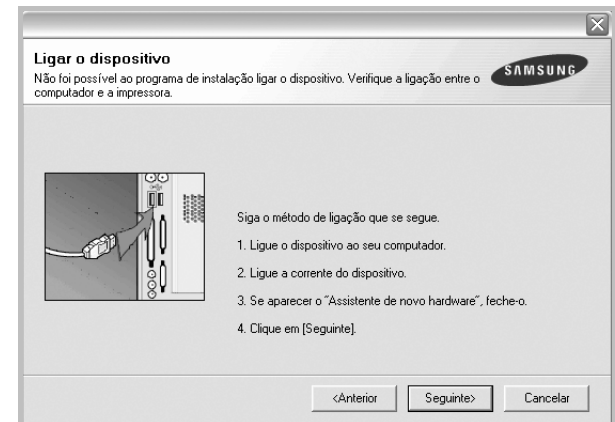 Ligar o dispositivo
Não foi possível ao programa de instalação ligar o dispositivo. Verifique a ligação entre o
computador e a impressora.
SAMSUNG
Siga o método de ligação que se segue.
1. Ligue o dispositivo ao seu computador.
2. Ligue a corrente do dispositivo.
3. Se aparecer o "Assistente de novo hardware", feche-o.
4. Clique em [Seguinte].
<Anterior
Seguinte>
Cancelar